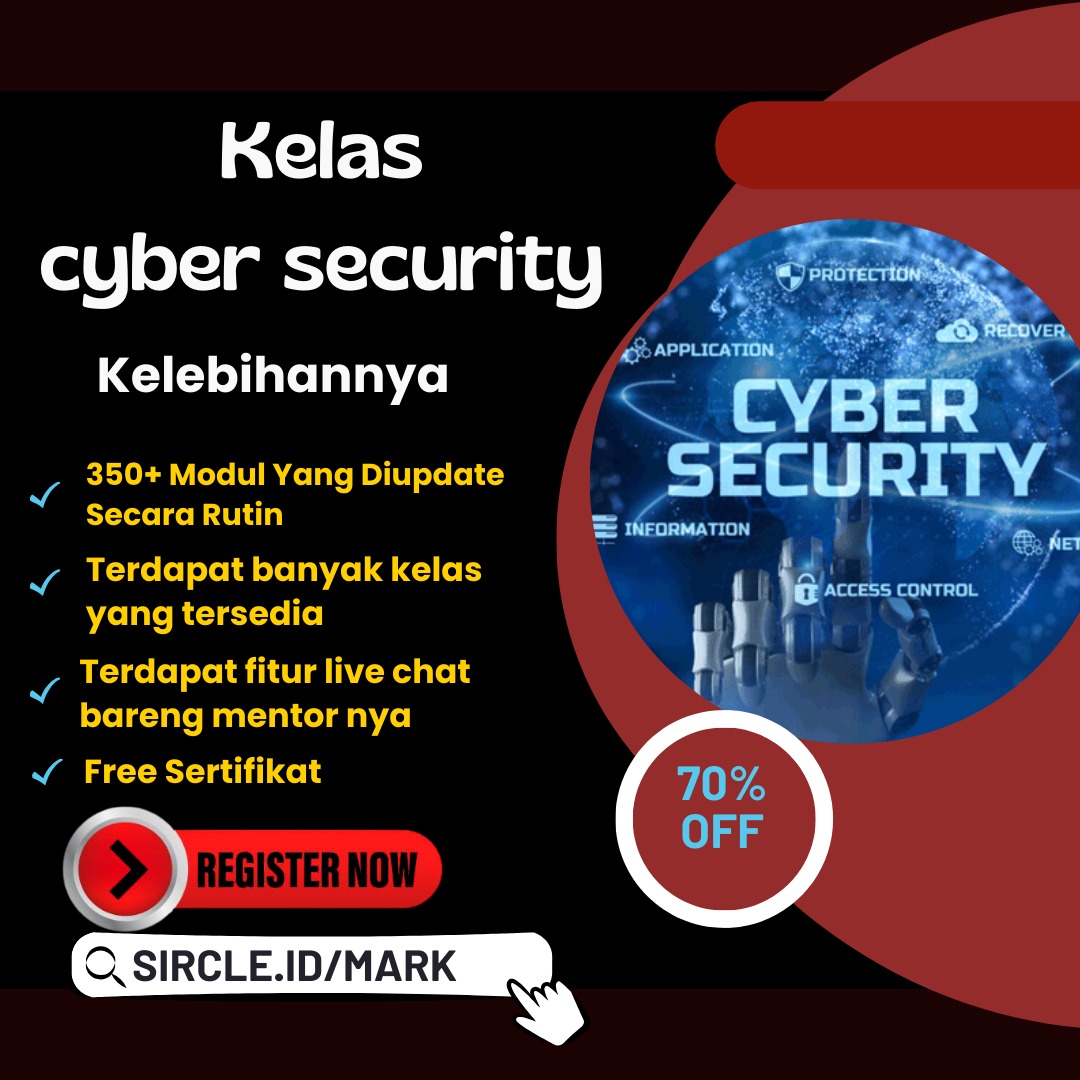 Kelas
cyber security
Kelebihannya
350+ Modul Yang Diupdate
Secara Rutin
Terdapat banyak kelas
yang tersedia
Terdapat fitur live chat
bareng mentor nya
Free Sertifikat
REGISTER NOW
SIRCLE.ID/MARK
PROTECTION
RECOVER
APPLICATION
CYBER
SECURITY
INFORMATION
NET
ACCESS CONTROL
70%
OFF